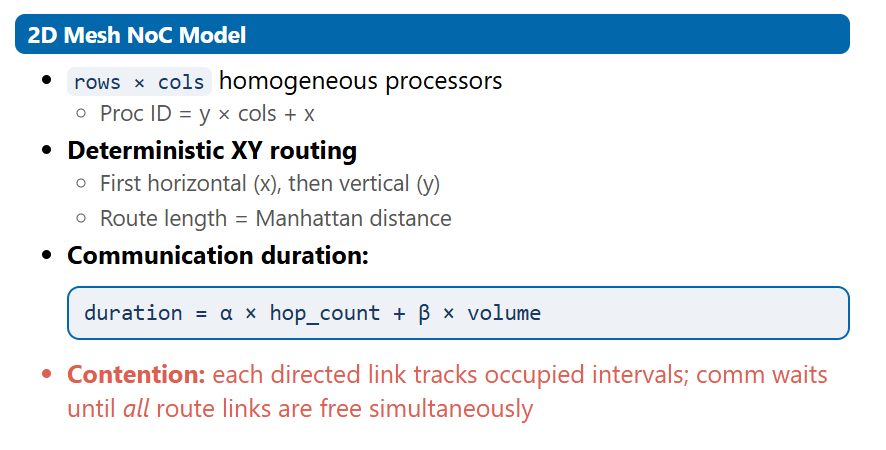 2D Mesh NoC Model
• rows × cols homogeneous processors
○ Proc ID = y × cols + x
• Deterministic XY routing
○ First horizontal (x), then vertical (y)
○ Route length = Manhattan distance
• Communication duration:
duration = α × hop_count + β × volume
• Contention: each directed link tracks occupied intervals; comm waits
until all route links are free simultaneously